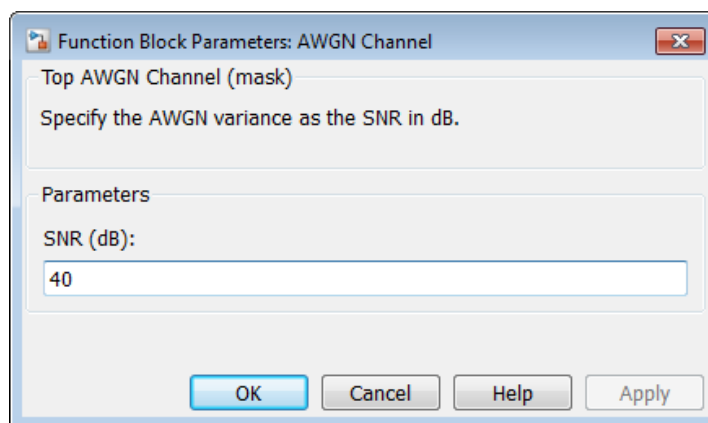 Function Block Parameters: AWGN Channel
Top AWGN Channel (mask)
Specify the AWGN variance as the SNR in dB.
Parameters
SNR (dB):
40
OK Cancel Help Apply